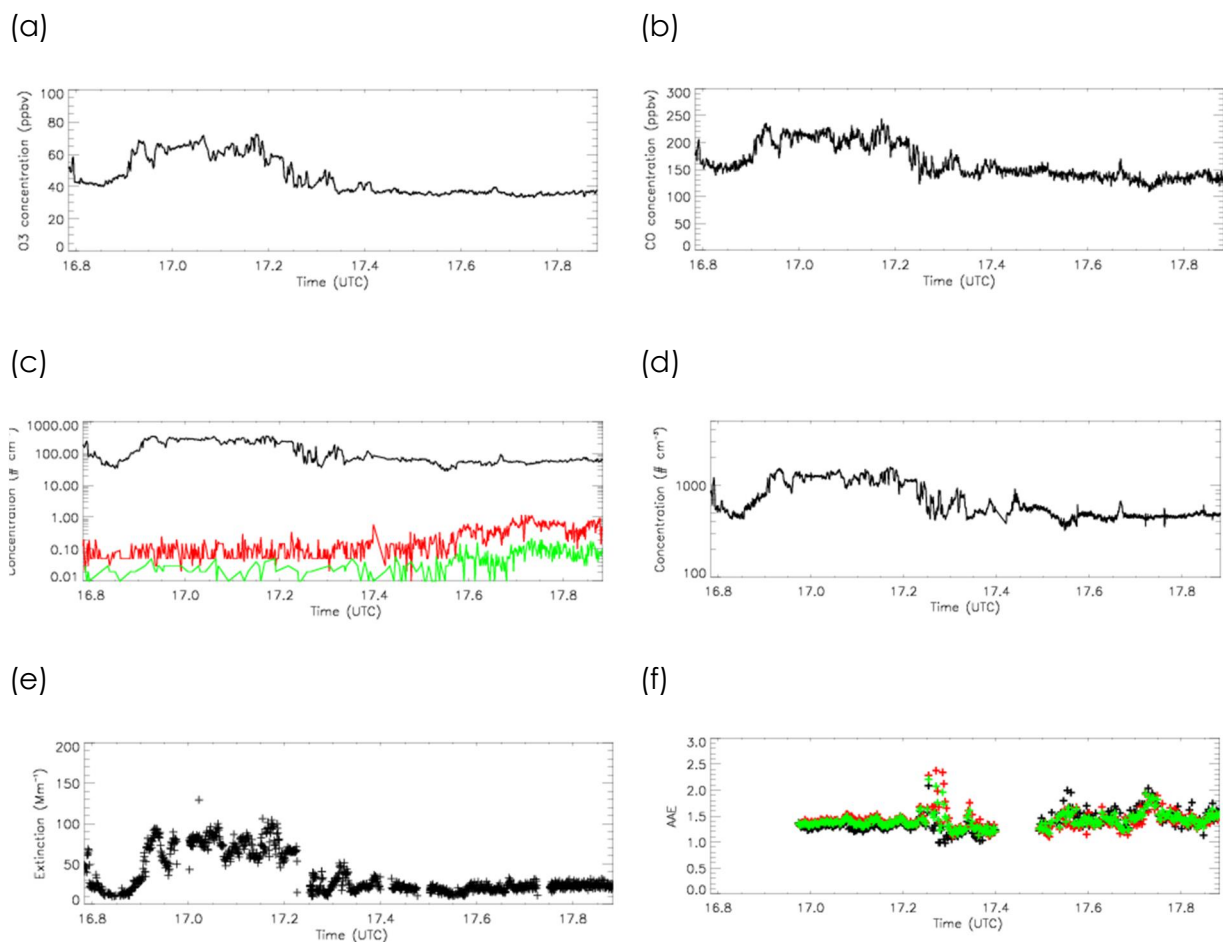 (a)
(b)
O3 concentration (ppbv)
100
80
60
40
20
0
16.8 17.0 17.2 17.4 17.6 17.8
Time (UTC)
CO concentration (ppbv)
300
250
200
150
100
50
0
16.8 17.0 17.2 17.4 17.6 17.8
Time (UTC)
(c)
(d)
Concentration (# cm⁻
1000.00
100.00
1.00
0.10
0.01
16.8 17.0 17.2 17.4 17.6 17.8
Time (UTC)
Concentration (# cm⁻³)
1000
100
16.8 17.0 17.2 17.4 17.6 17.8
Time (UTC)
(e)
(f)
Extinction (Mm⁻¹)
200
150
100
50
0
16.8 17.0 17.2 17.4 17.6 17.8
Time (UTC)
AAE
3.0
2.5
2.0
1.5
1.0
0.5
0.0
16.8 17.0 17.2 17.4 17.6 17.8
Time (UTC)